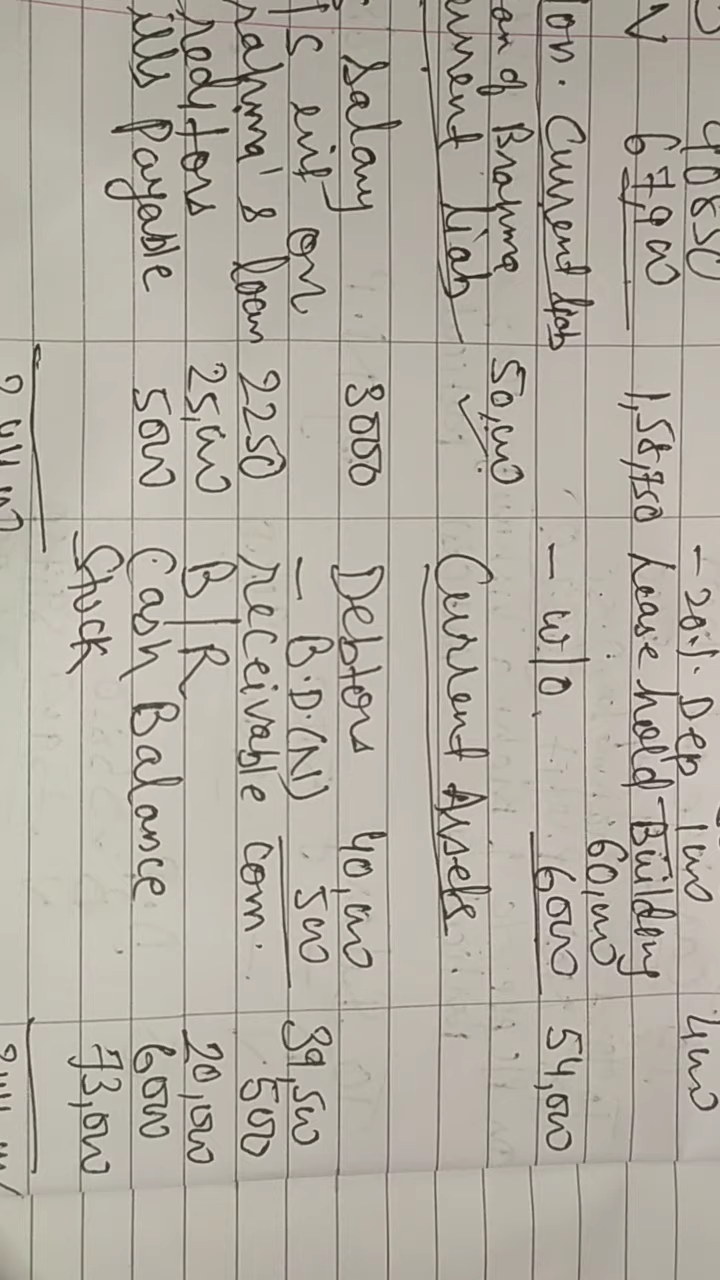 40850
V 67,900 1,58,750
- 20%. Dep 1000 4000
Lease hold Building
60,000
on. Current liab
- w/o. 6000 54,000
an of Brahma 50,000
urrent liab Current Assets.
Salary 3000 Debtors 40,000
- B.D.(N) 500 39,500
ahma's loan 2250 receivable com. 500
reditors 25,000 B/R 20,000
ills Payable 5000 Cash Balance 6000
Stock 73,000